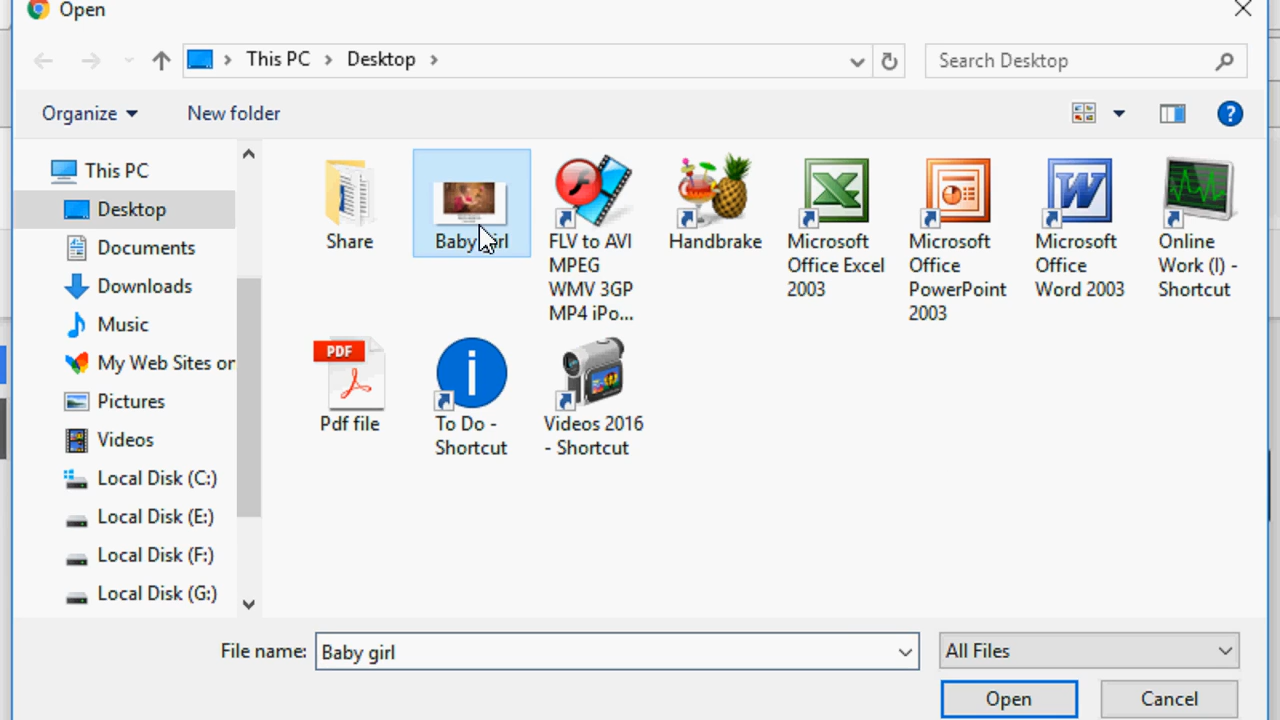 Open
This PC
Desktop
Search Desktop
Organize
New folder
This PC
Desktop
Documents
Downloads
Music
My Web Sites or
Pictures
Videos
Local Disk (C:)
Local Disk (E:)
Local Disk (F:)
Local Disk (G:)
Share
Baby girl
FLV to AVI
MPEG
WMV 3GP
MP4 iPo...
Handbrake
Microsoft
Office Excel
2003
Microsoft
Office
PowerPoint
2003
Microsoft
Office
Word 2003
Online
Work (I) -
Shortcut
PDF
Pdf file
To Do -
Shortcut
Videos 2016
- Shortcut
File name:
Baby girl
All Files
Open
Cancel